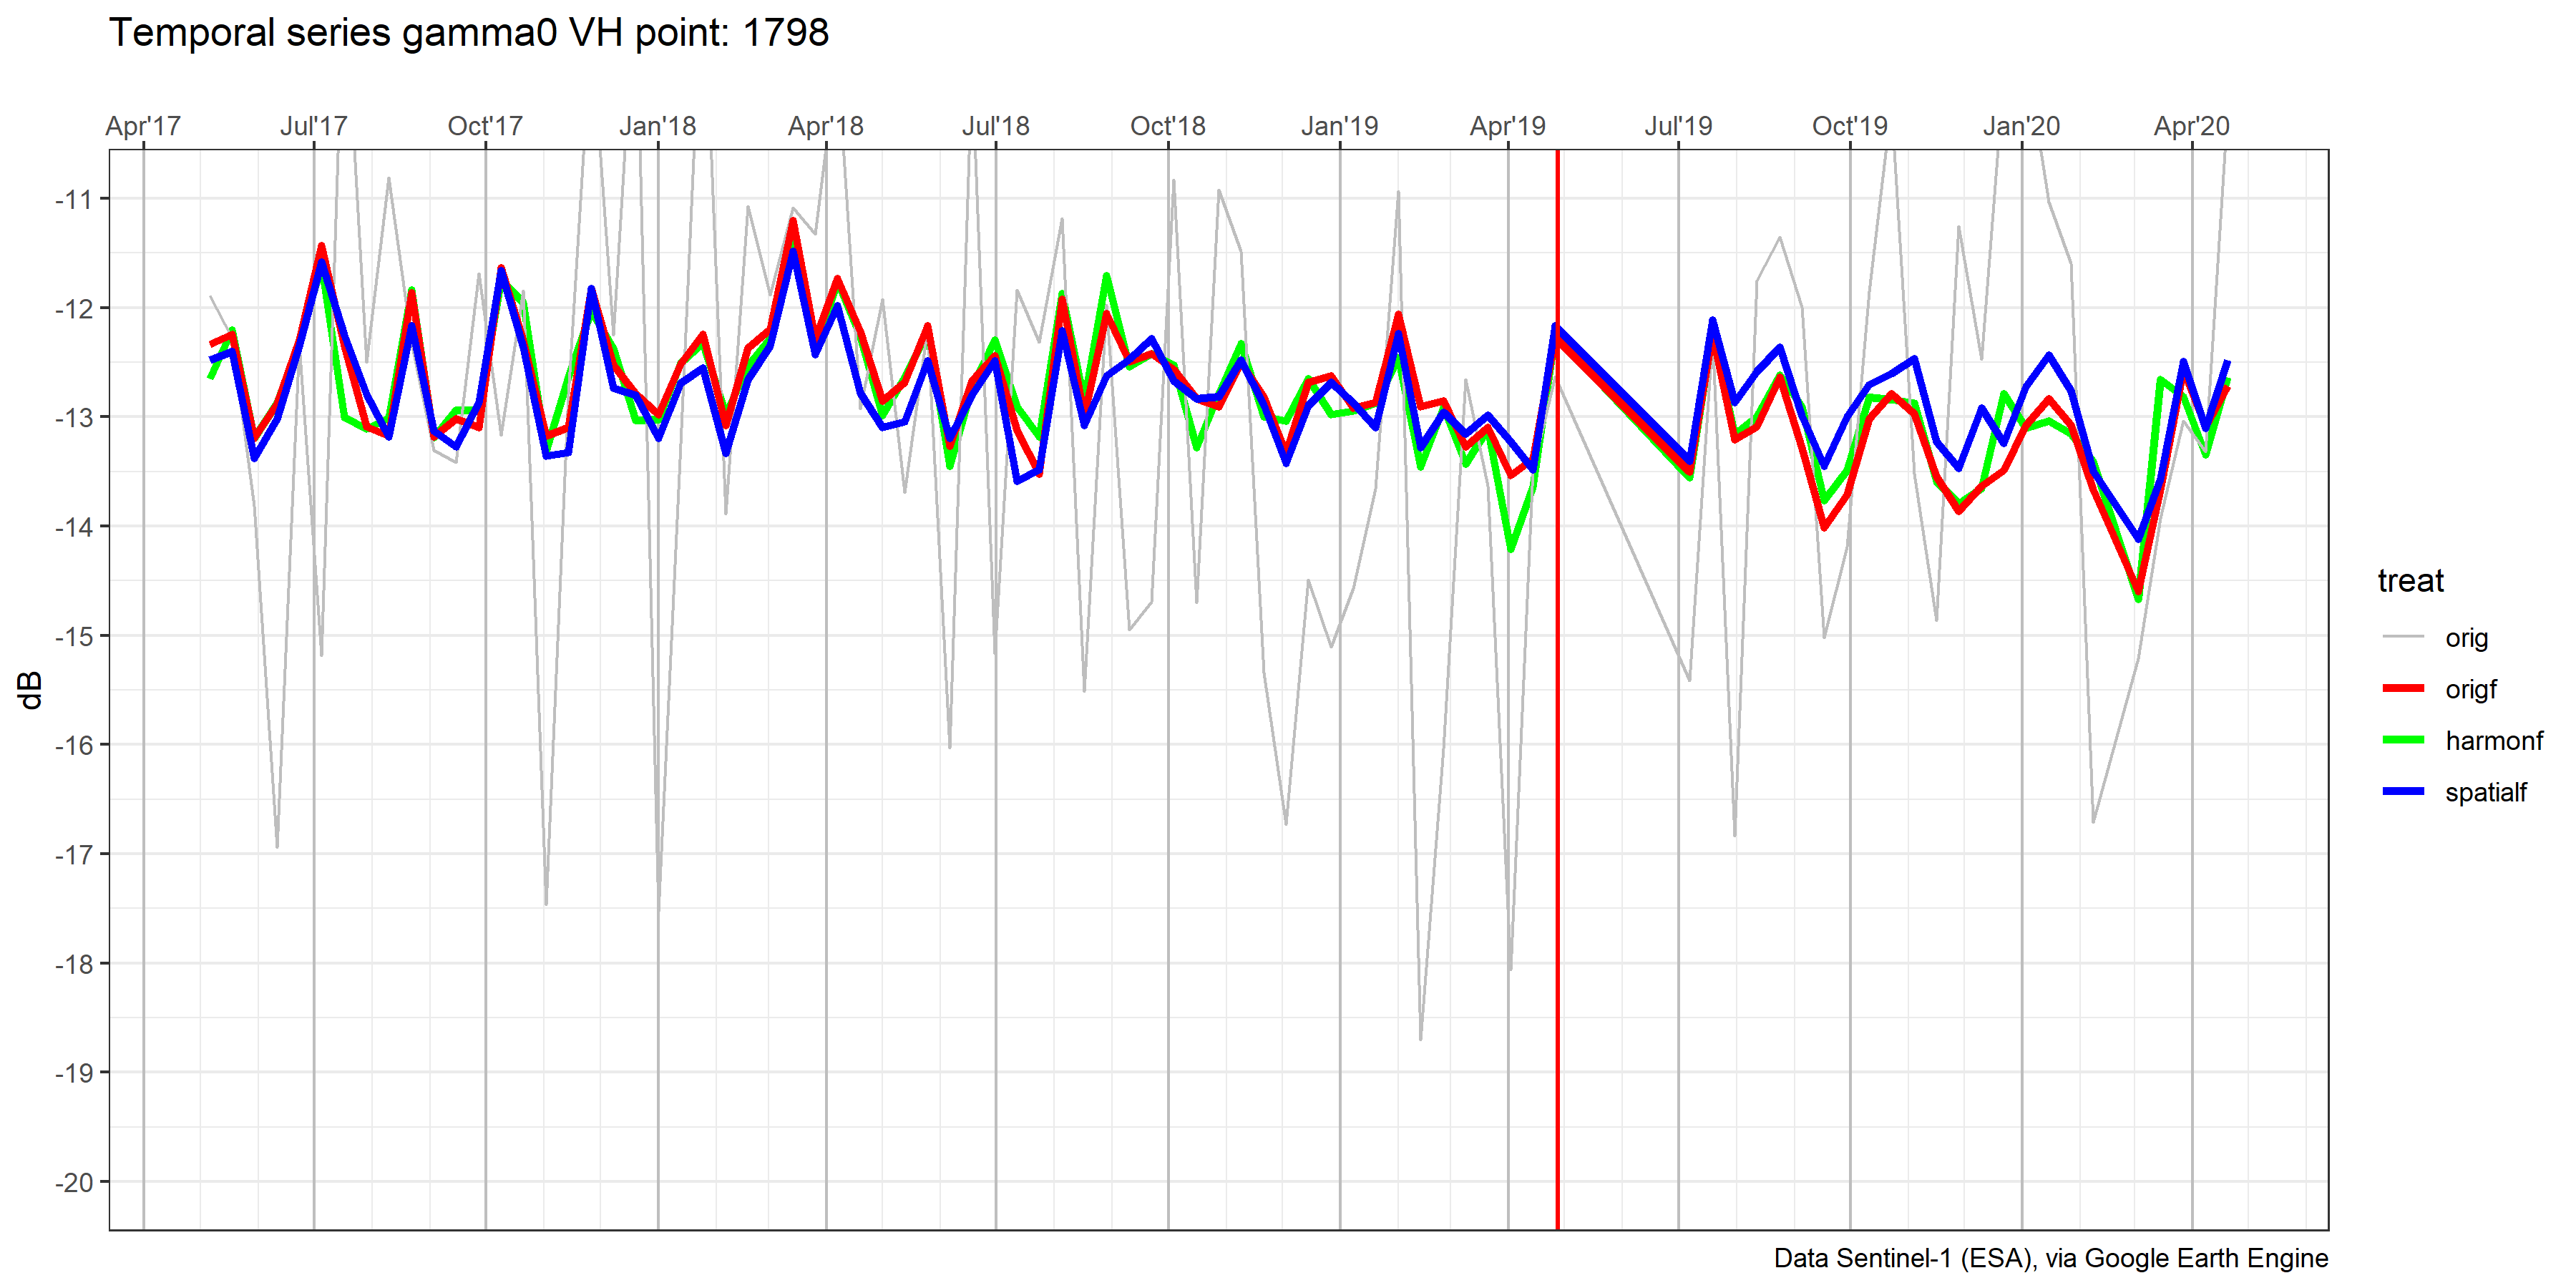 Temporal series gamma0 VH point: 1798
Apr'17 Jul'17 Oct'17 Jan'18 Apr'18 Jul'18 Oct'18 Jan'19 Apr'19 Jul'19 Oct'19 Jan'20 Apr'20
-11
-12
-13
-14
-15
-16
-17
-18
-19
-20
dB
treat
orig
origf
harmonf
spatialf
Data Sentinel-1 (ESA), via Google Earth Engine